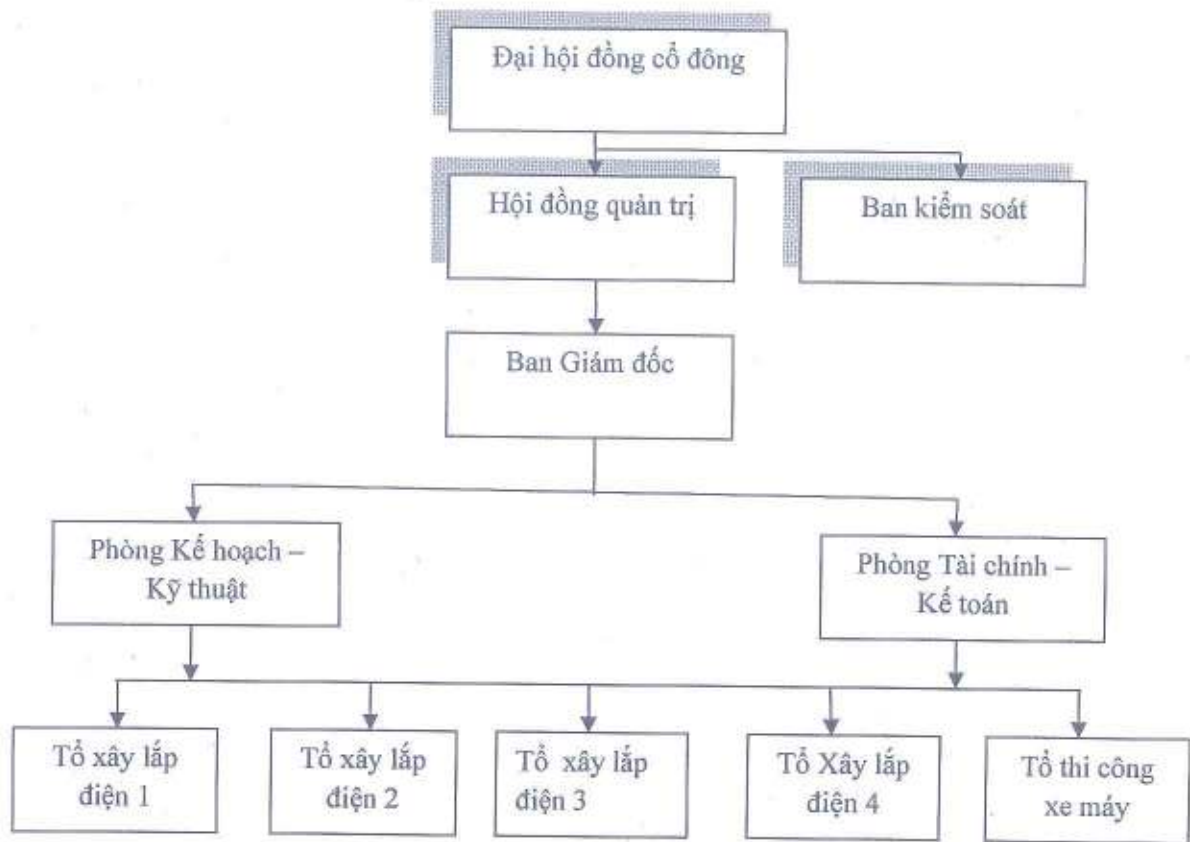 Đại hội đồng cổ đông
Hội đồng quản trị
Ban kiểm soát
Ban Giám đốc
Phòng Kế hoạch –
Kỹ thuật
Phòng Tài chính –
Kế toán
Tổ xây lắp
điện 1
Tổ xây lắp
điện 2
Tổ xây lắp
điện 3
Tổ Xây lắp
điện 4
Tổ thi công
xe máy